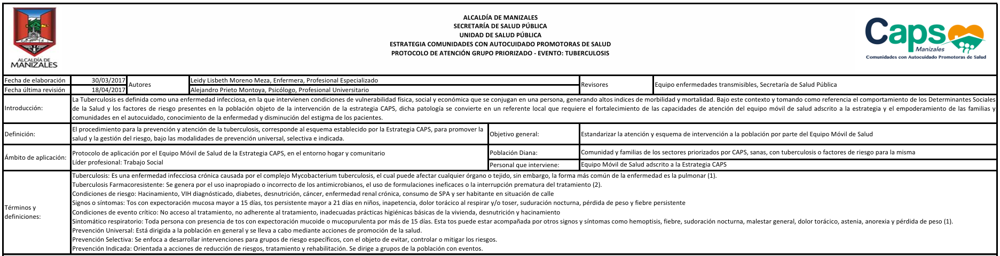 ALCALDÍA DE
MANIZALES
ALCALDÍA DE MANIZALES
SECRETARÍA DE SALUD PÚBLICA
UNIDAD DE SALUD PÚBLICA
ESTRATEGIA COMUNIDADES CON AUTOCUIDADO PROMOTORAS DE SALUD
PROTOCOLO DE ATENCIÓN GRUPO PRIORIZADO - EVENTO: TUBERCULOSIS
Caps
Manizales
Comunidades con Autocuidado Promotoras de Salud
Fecha de elaboración 30/03/2017
Fecha última revisión 18/04/2017
Autores
Leidy Lisbeth Moreno Meza, Enfermera, Profesional Especializado
Alejandro Prieto Montoya, Psicólogo, Profesional Universitario
Revisores
Equipo enfermedades transmisibles, Secretaría de Salud Pública
Introducción:
La Tuberculosis es definida como una enfermedad infecciosa, en la que intervienen condiciones de vulnerabilidad física, social y económica que se conjugan en una persona, generando altos indices de morbilidad y mortalidad. Bajo este contexto y tomando como referencia el comportamiento de los Determinantes Sociales
de la Salud y los factores de riesgo presentes en la población objeto de la intervención de la estrategia CAPS, dicha patología se convierte en un referente local que requiere el fortalecimiento de las capacidades de atención del equipo móvil de salud adscrito a la estrategia y el empoderamiento de las familias y
comunidades en el autocuidado, conocimiento de la enfermedad y disminución del estigma de los pacientes.
Definición:
El procedimiento para la prevención y atención de la tuberculosis, corresponde al esquema establecido por la Estrategia CAPS, para promover la
salud y la gestión del riesgo, bajo las modalidades de prevención universal, selectiva e indicada.
Objetivo general:
Estandarizar la atención y esquema de intervención a la población por parte del Equipo Móvil de Salud
Ámbito de aplicación:
Protocolo de aplicación por el Equipo Móvil de Salud de la Estrategia CAPS, en el entorno hogar y comunitario
Líder profesional: Trabajo Social
Población Diana:
Comunidad y familias de los sectores priorizados por CAPS, sanas, con tuberculosis o factores de riesgo para la misma
Personal que interviene:
Equipo Móvil de Salud adscrito a la Estrategia CAPS
Términos y
definiciones:
Tuberculosis: Es una enfermedad infecciosa crónica causada por el complejo Mycobacterium tuberculosis, el cual puede afectar cualquier órgano o tejido, sin embargo, la forma más común de la enfermedad es la pulmonar (1).
Tuberculosis Farmacoresistente: Se genera por el uso inapropiado o incorrecto de los antimicrobianos, el uso de formulaciones ineficaces o la interrupción prematura del tratamiento (2).
Condiciones de riesgo: Hacinamiento, VIH diagnósticado, diabetes, desnutrición, cáncer, enfermedad renal crónica, consumo de SPA y ser habitante en situación de calle
Signos o síntomas: Tos con expectoración mucosa mayor a 15 días, tos persistente mayor a 21 días en niños, inapetencia, dolor torácico al respirar y/o toser, suduración nocturna, pérdida de peso y fiebre persistente
Condiciones de evento crítico: No acceso al tratamiento, no adherente al tratamiento, inadecuadas prácticas higiénicas básicas de la vivienda, desnutrición y hacinamiento
Sintomático respiratorio: Toda persona con presencia de tos con expectoración mucoide o mucopurulenta por más de 15 días. Esta tos puede estar acompañada por otros signos y síntomas como hemoptisis, fiebre, sudoración nocturna, malestar general, dolor torácico, astenia, anorexia y pérdida de peso (1).
Prevención Universal: Está dirigida a la población en general y se lleva a cabo mediante acciones de promoción de la salud.
Prevención Selectiva: Se enfoca a desarrollar intervenciones para grupos de riesgo específicos, con el objeto de evitar, controlar o mitigar los riesgos.
Prevención Indicada: Orientada a acciones de reducción de riesgos, tratamiento y rehabilitación. Se dirige a grupos de la población con eventos.